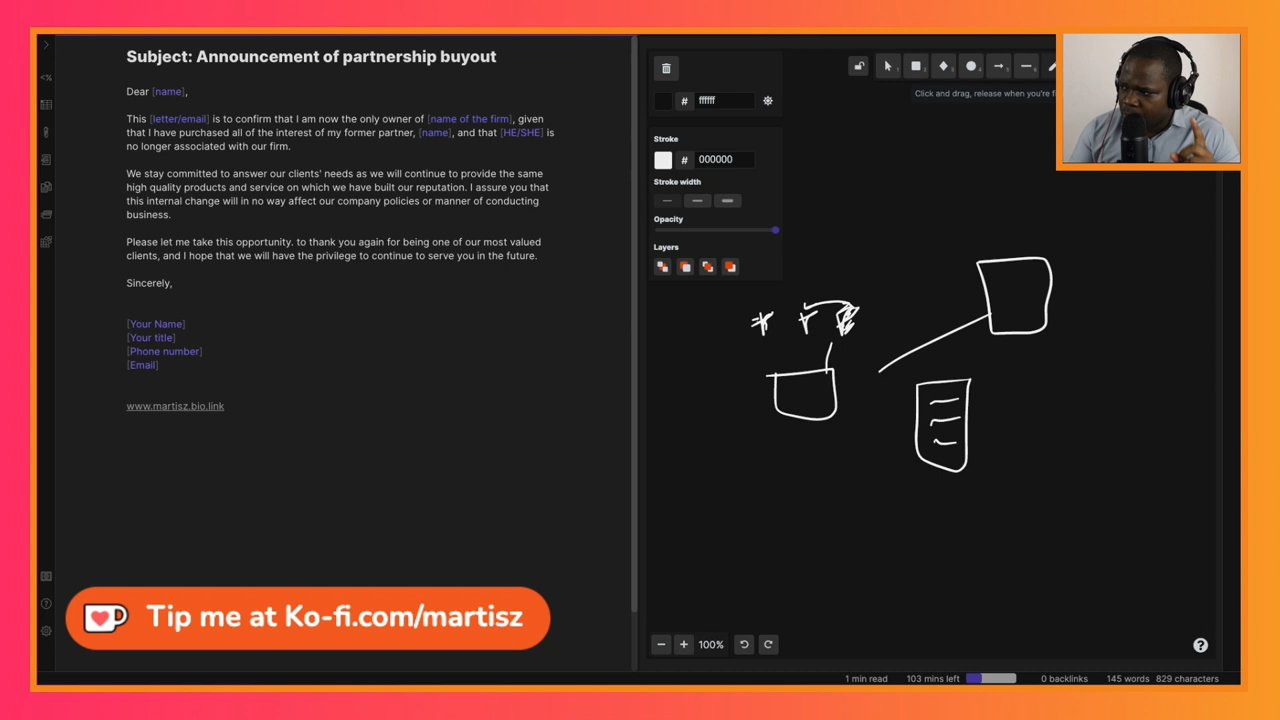 Subject: Announcement of partnership buyout
Dear [name],
This [letter/email] is to confirm that I am now the only owner of [name of the firm], given
that I have purchased all of the interest of my former partner, [name], and that [HE/SHE] is
no longer associated with our firm.
We stay committed to answer our clients' needs as we will continue to provide the same
high quality products and service on which we have built our reputation. I assure you that
this internal change will in no way affect our company policies or manner of conducting
business.
Please let me take this opportunity. to thank you again for being one of our most valued
clients, and I hope that we will have the privilege to continue to serve you in the future.
Sincerely,
[Your Name]
[Your title]
[Phone number]
[Email]
www.martisz.bio.link
Tip me at Ko-fi.com/martisz
# ffffff
Click and drag, release when you're fi
Stroke
# 000000
Stroke width
Opacity
Layers
100%
1 min read 103 mins left 0 backlinks 145 words 829 characters